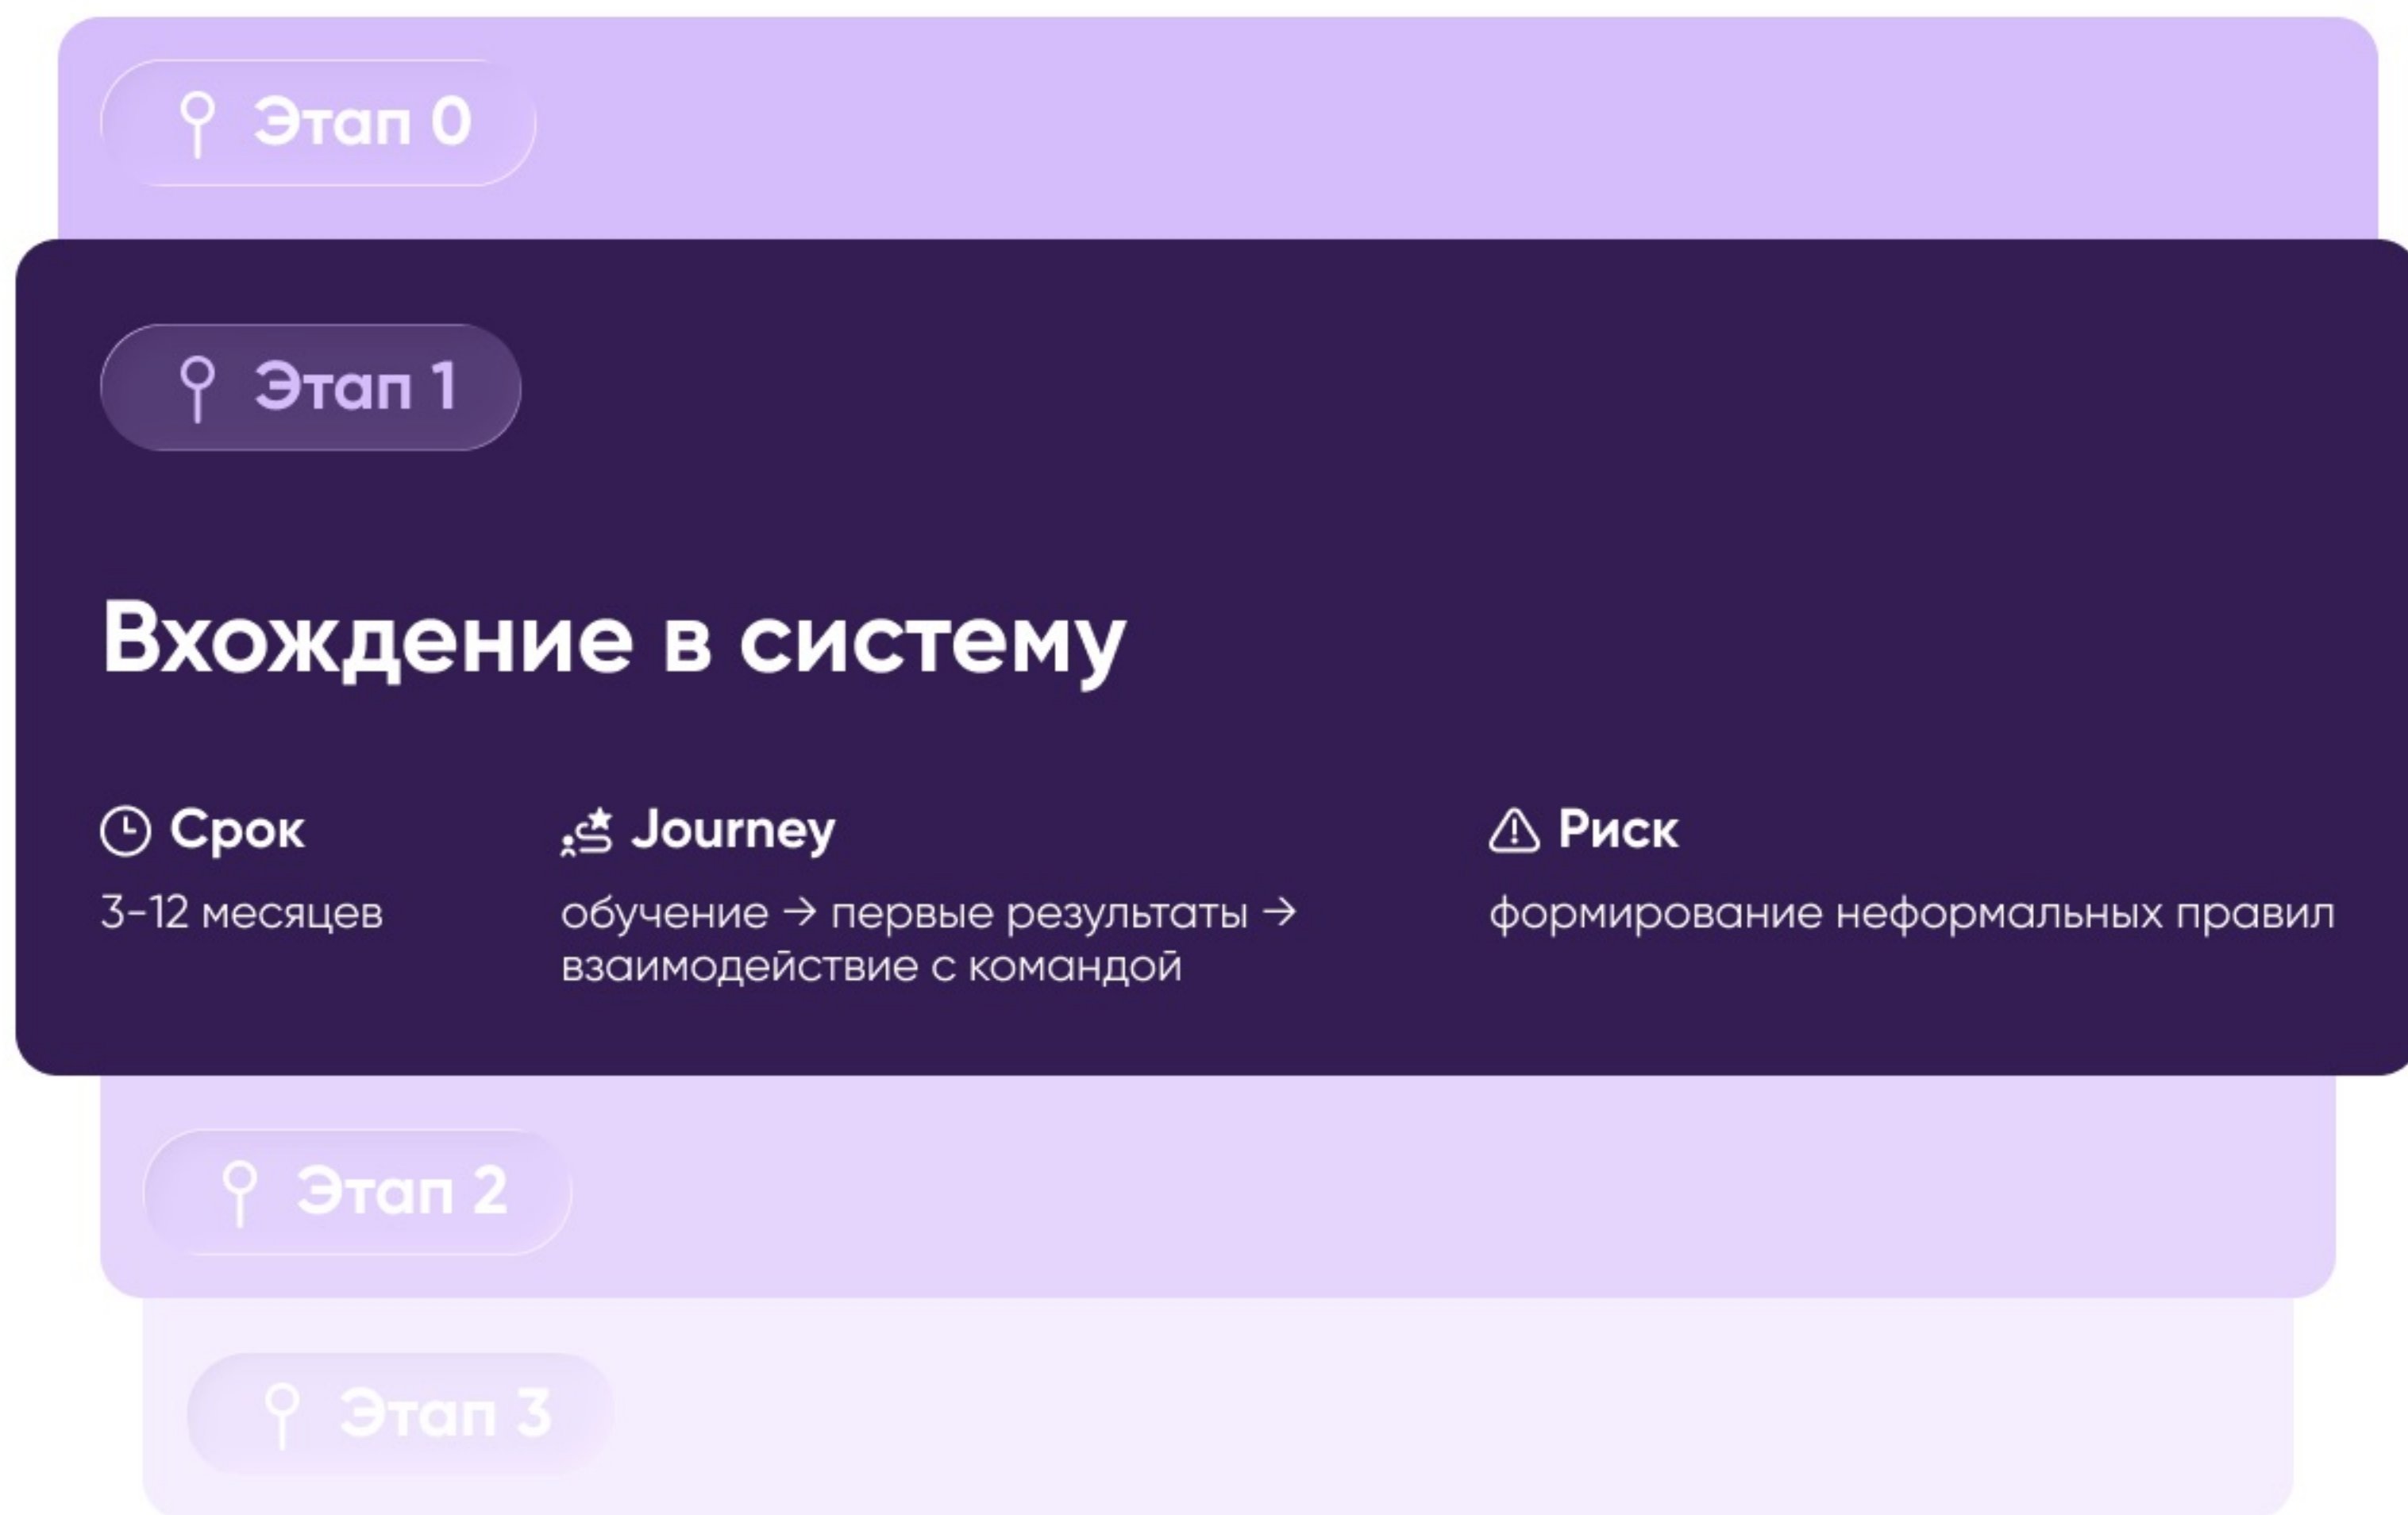 Этап 0
Этап 1
Вхождение в систему
Срок
3-12 месяцев
Journey
обучение → первые результаты →
взаимодействие с командой
Риск
формирование неформальных правил
Этап 2
Этап 3